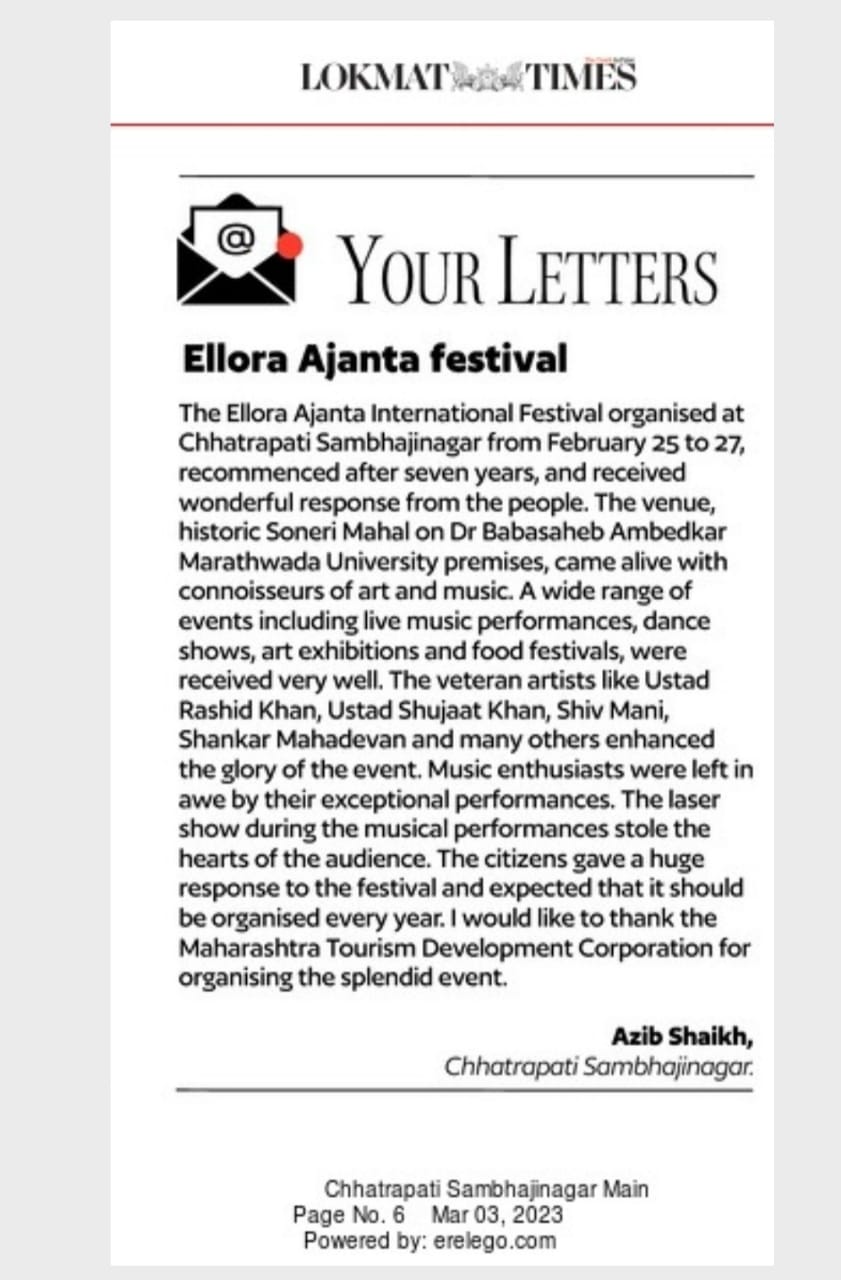 LOKMAT TIMES
@
YOUR LETTERS
Ellora Ajanta festival
The Ellora Ajanta International Festival organised at
Chhatrapati Sambhajinagar from February 25 to 27,
recommenced after seven years, and received
wonderful response from the people. The venue,
historic Soneri Mahal on Dr Babasaheb Ambedkar
Marathwada University premises, came alive with
connoisseurs of art and music. A wide range of
events including live music performances, dance
shows, art exhibitions and food festivals, were
received very well. The veteran artists like Ustad
Rashid Khan, Ustad Shujaat Khan, Shiv Mani,
Shankar Mahadevan and many others enhanced
the glory of the event. Music enthusiasts were left in
awe by their exceptional performances. The laser
show during the musical performances stole the
hearts of the audience. The citizens gave a huge
response to the festival and expected that it should
be organised every year. I would like to thank the
Maharashtra Tourism Development Corporation for
organising the splendid event.
Azib Shaikh,
Chhatrapati Sambhajinagar.
Chhatrapati Sambhajinagar Main
Page No. 6 Mar 03, 2023
Powered by: erelego.com